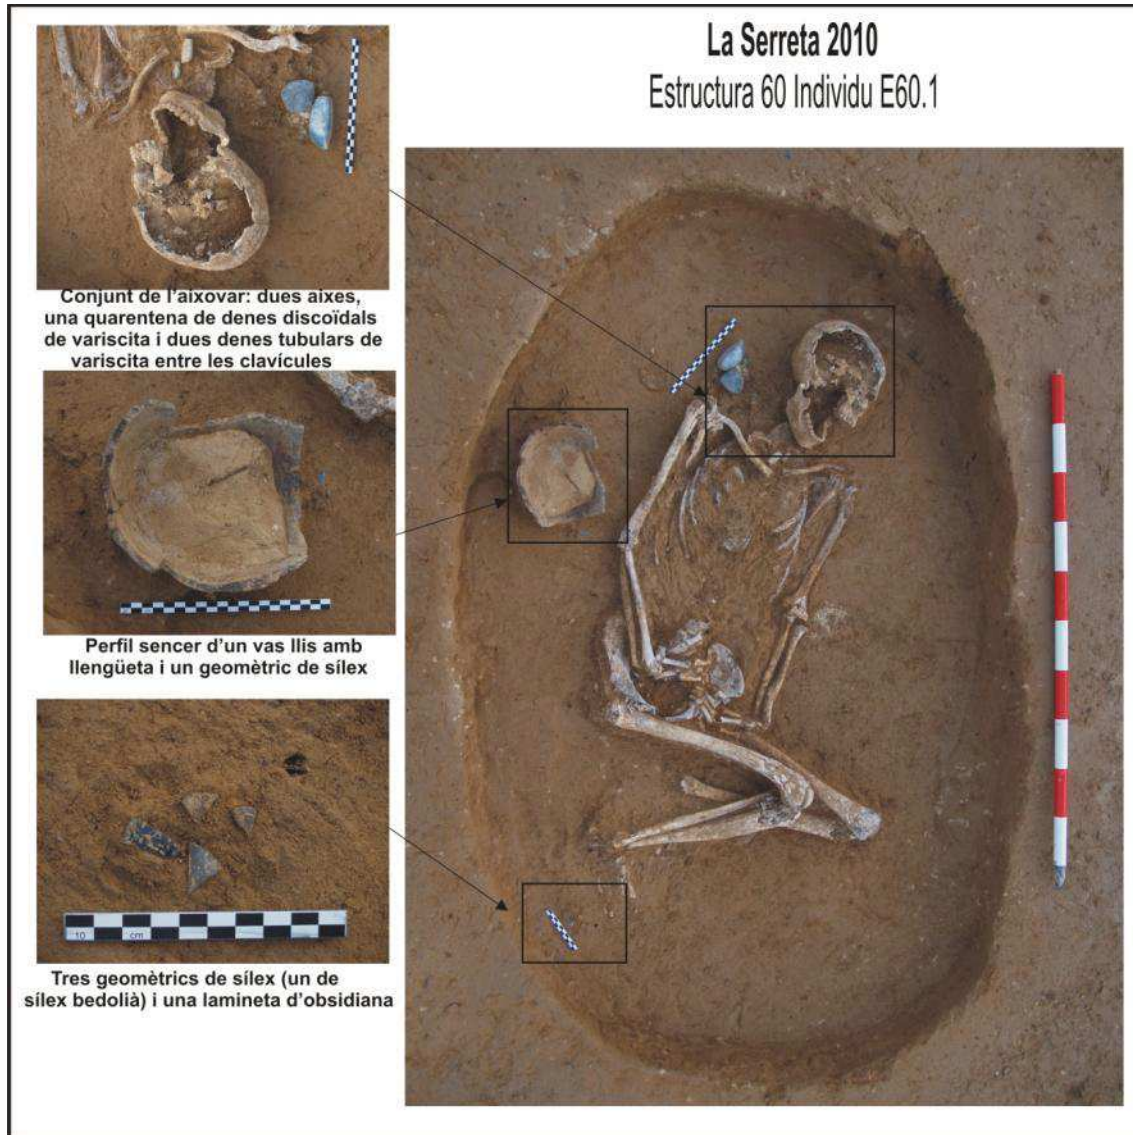 La Serreta 2010
Estructura 60 Individu E60.1
Conjunt de l'aixovar: dues aixes,
una quarentena de denes discoïdals
de variscita i dues denes tubulars de
variscita entre les clavícules
Perfil sencer d'un vas llis amb
llengüeta i un geomètric de sílex
10 cm
Tres geomètrics de sílex (un de
sílex bedolià) i una lamineta d'obsidiana